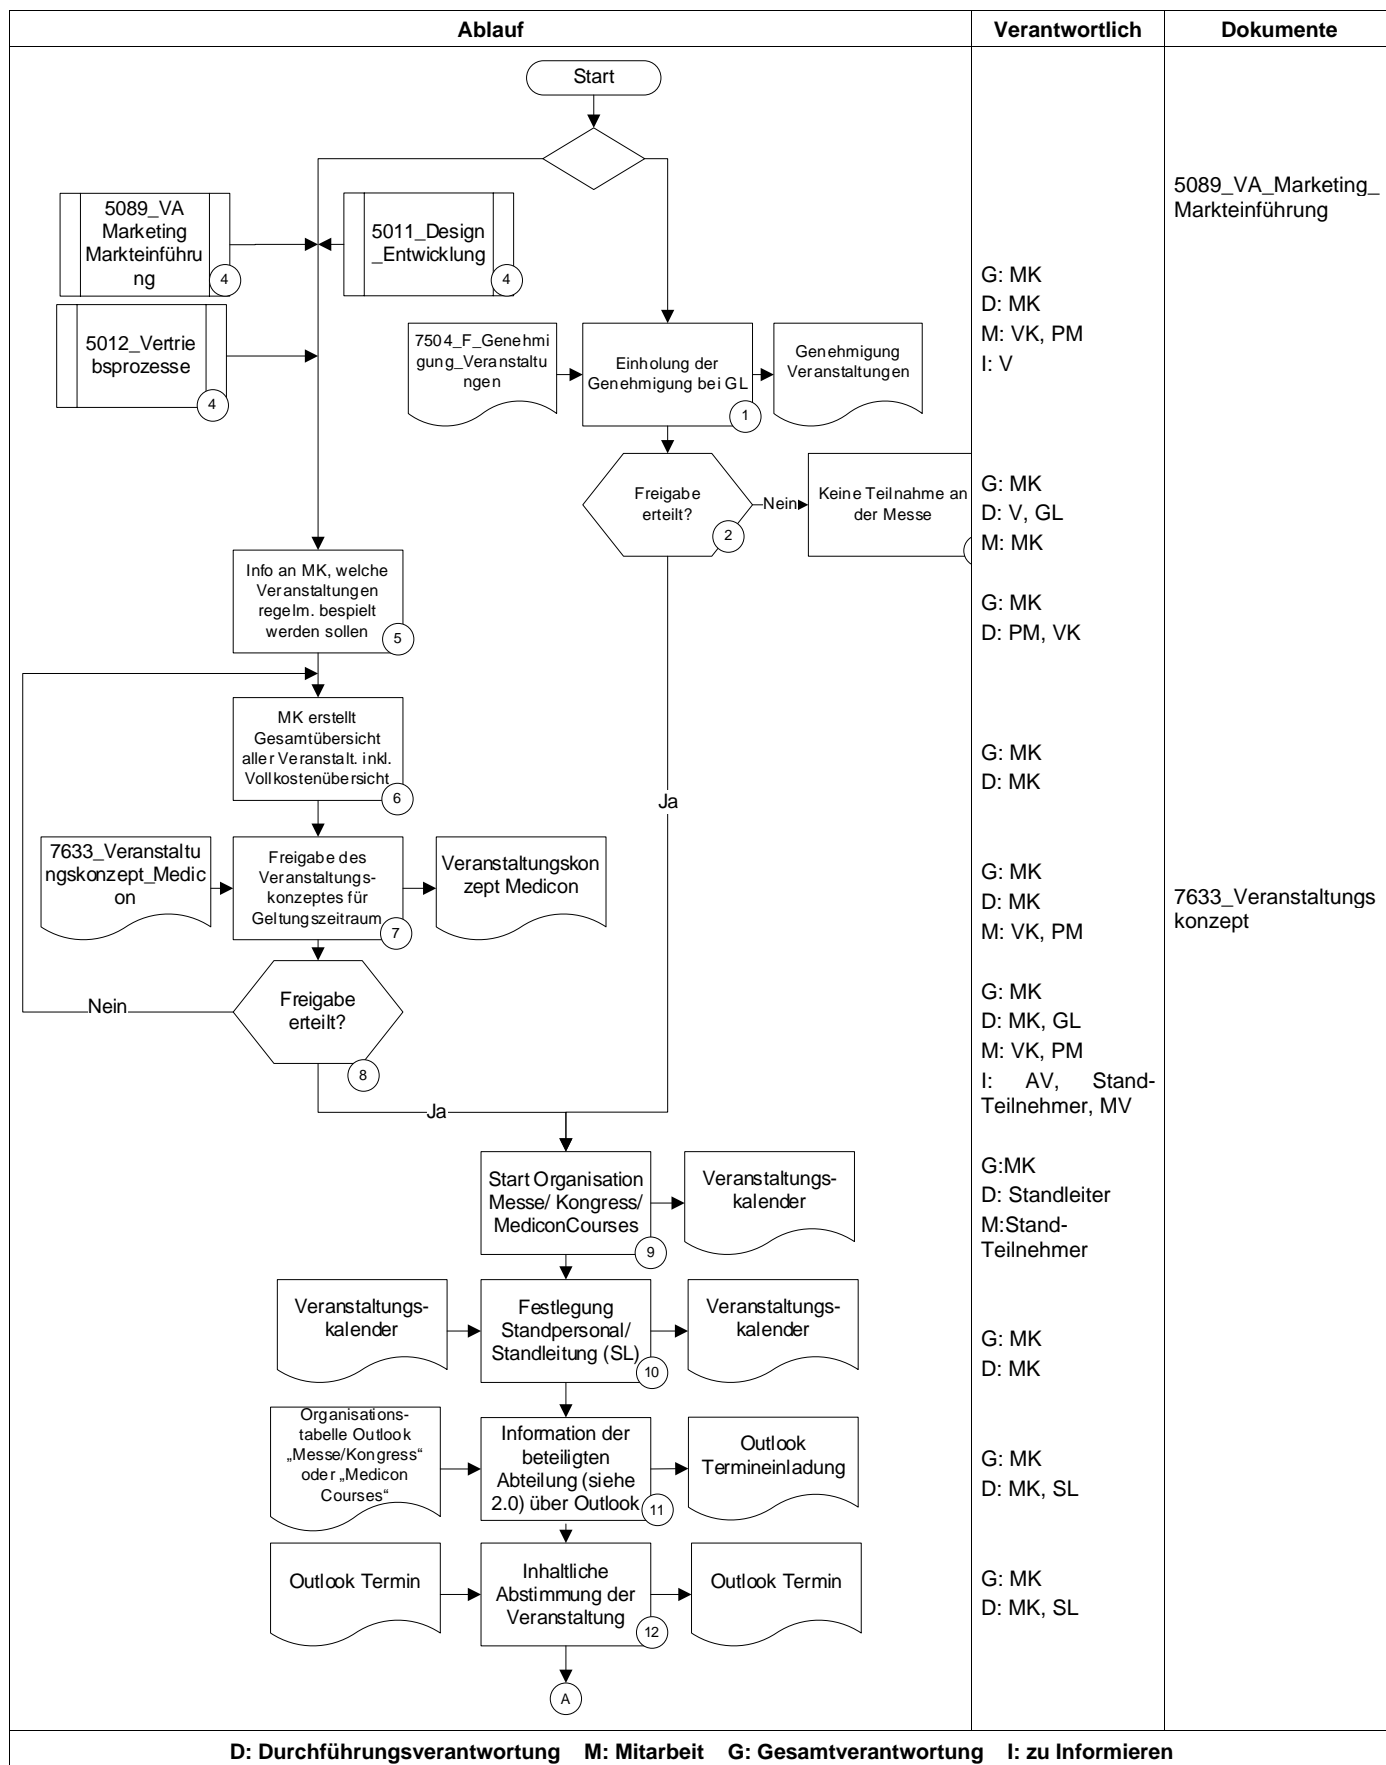 Ablauf
Verantwortlich
Dokumente
Start
5089_VA
Marketing
Markteinführu
ng
4
5011_Design
_Entwicklung
4
5012_Vertrie
bsprozesse
4
7504_F_Genehmi
gung_Veranstaltu
ngen
Einholung der
Genehmigung bei GL
1
Genehmigung
Veranstaltungen
Freigabe
erteilt?
2
Nein
Keine Teilnahme an
der Messe
Info an MK, welche
Veranstaltungen
regelm. bespielt
werden sollen
5
MK erstellt
Gesamtübersicht
aller Veranstalt. inkl.
Vollkostenübersicht
6
Ja
7633_Veranstaltu
ngskonzept_Medic
on
Freigabe des
Veranstaltungs-
konzeptes für
Geltungszeitraum
7
Veranstaltungskon
zept Medicon
Freigabe
erteilt?
8
Nein
Ja
Start Organisation
Messe/ Kongress/
MediconCourses
9
Veranstaltungs-
kalender
Veranstaltungs-
kalender
Festlegung
Standpersonal/
Standleitung (SL)
10
Veranstaltungs-
kalender
Organisations-
tabelle Outlook
„Messe/Kongress“
oder „Medicon
Courses“
Information der
beteiligten
Abteilung (siehe
2.0) über Outlook
11
Outlook
Termineinladung
Outlook Termin
Inhaltliche
Abstimmung der
Veranstaltung
12
Outlook Termin
A
G: MK
D: MK
M: VK, PM
I: V
G: MK
D: V, GL
M: MK
G: MK
D: PM, VK
G: MK
D: MK
G: MK
D: MK
M: VK, PM
G: MK
D: MK, GL
M: VK, PM
I: AV, Stand-
Teilnehmer, MV
G:MK
D: Standleiter
M:Stand-
Teilnehmer
G: MK
D: MK
G: MK
D: MK, SL
G: MK
D: MK, SL
5089_VA_Marketing_
Markteinführung
7633_Veranstaltungs
konzept
D: Durchführungsverantwortung M: Mitarbeit G: Gesamtverantwortung I: zu Informieren